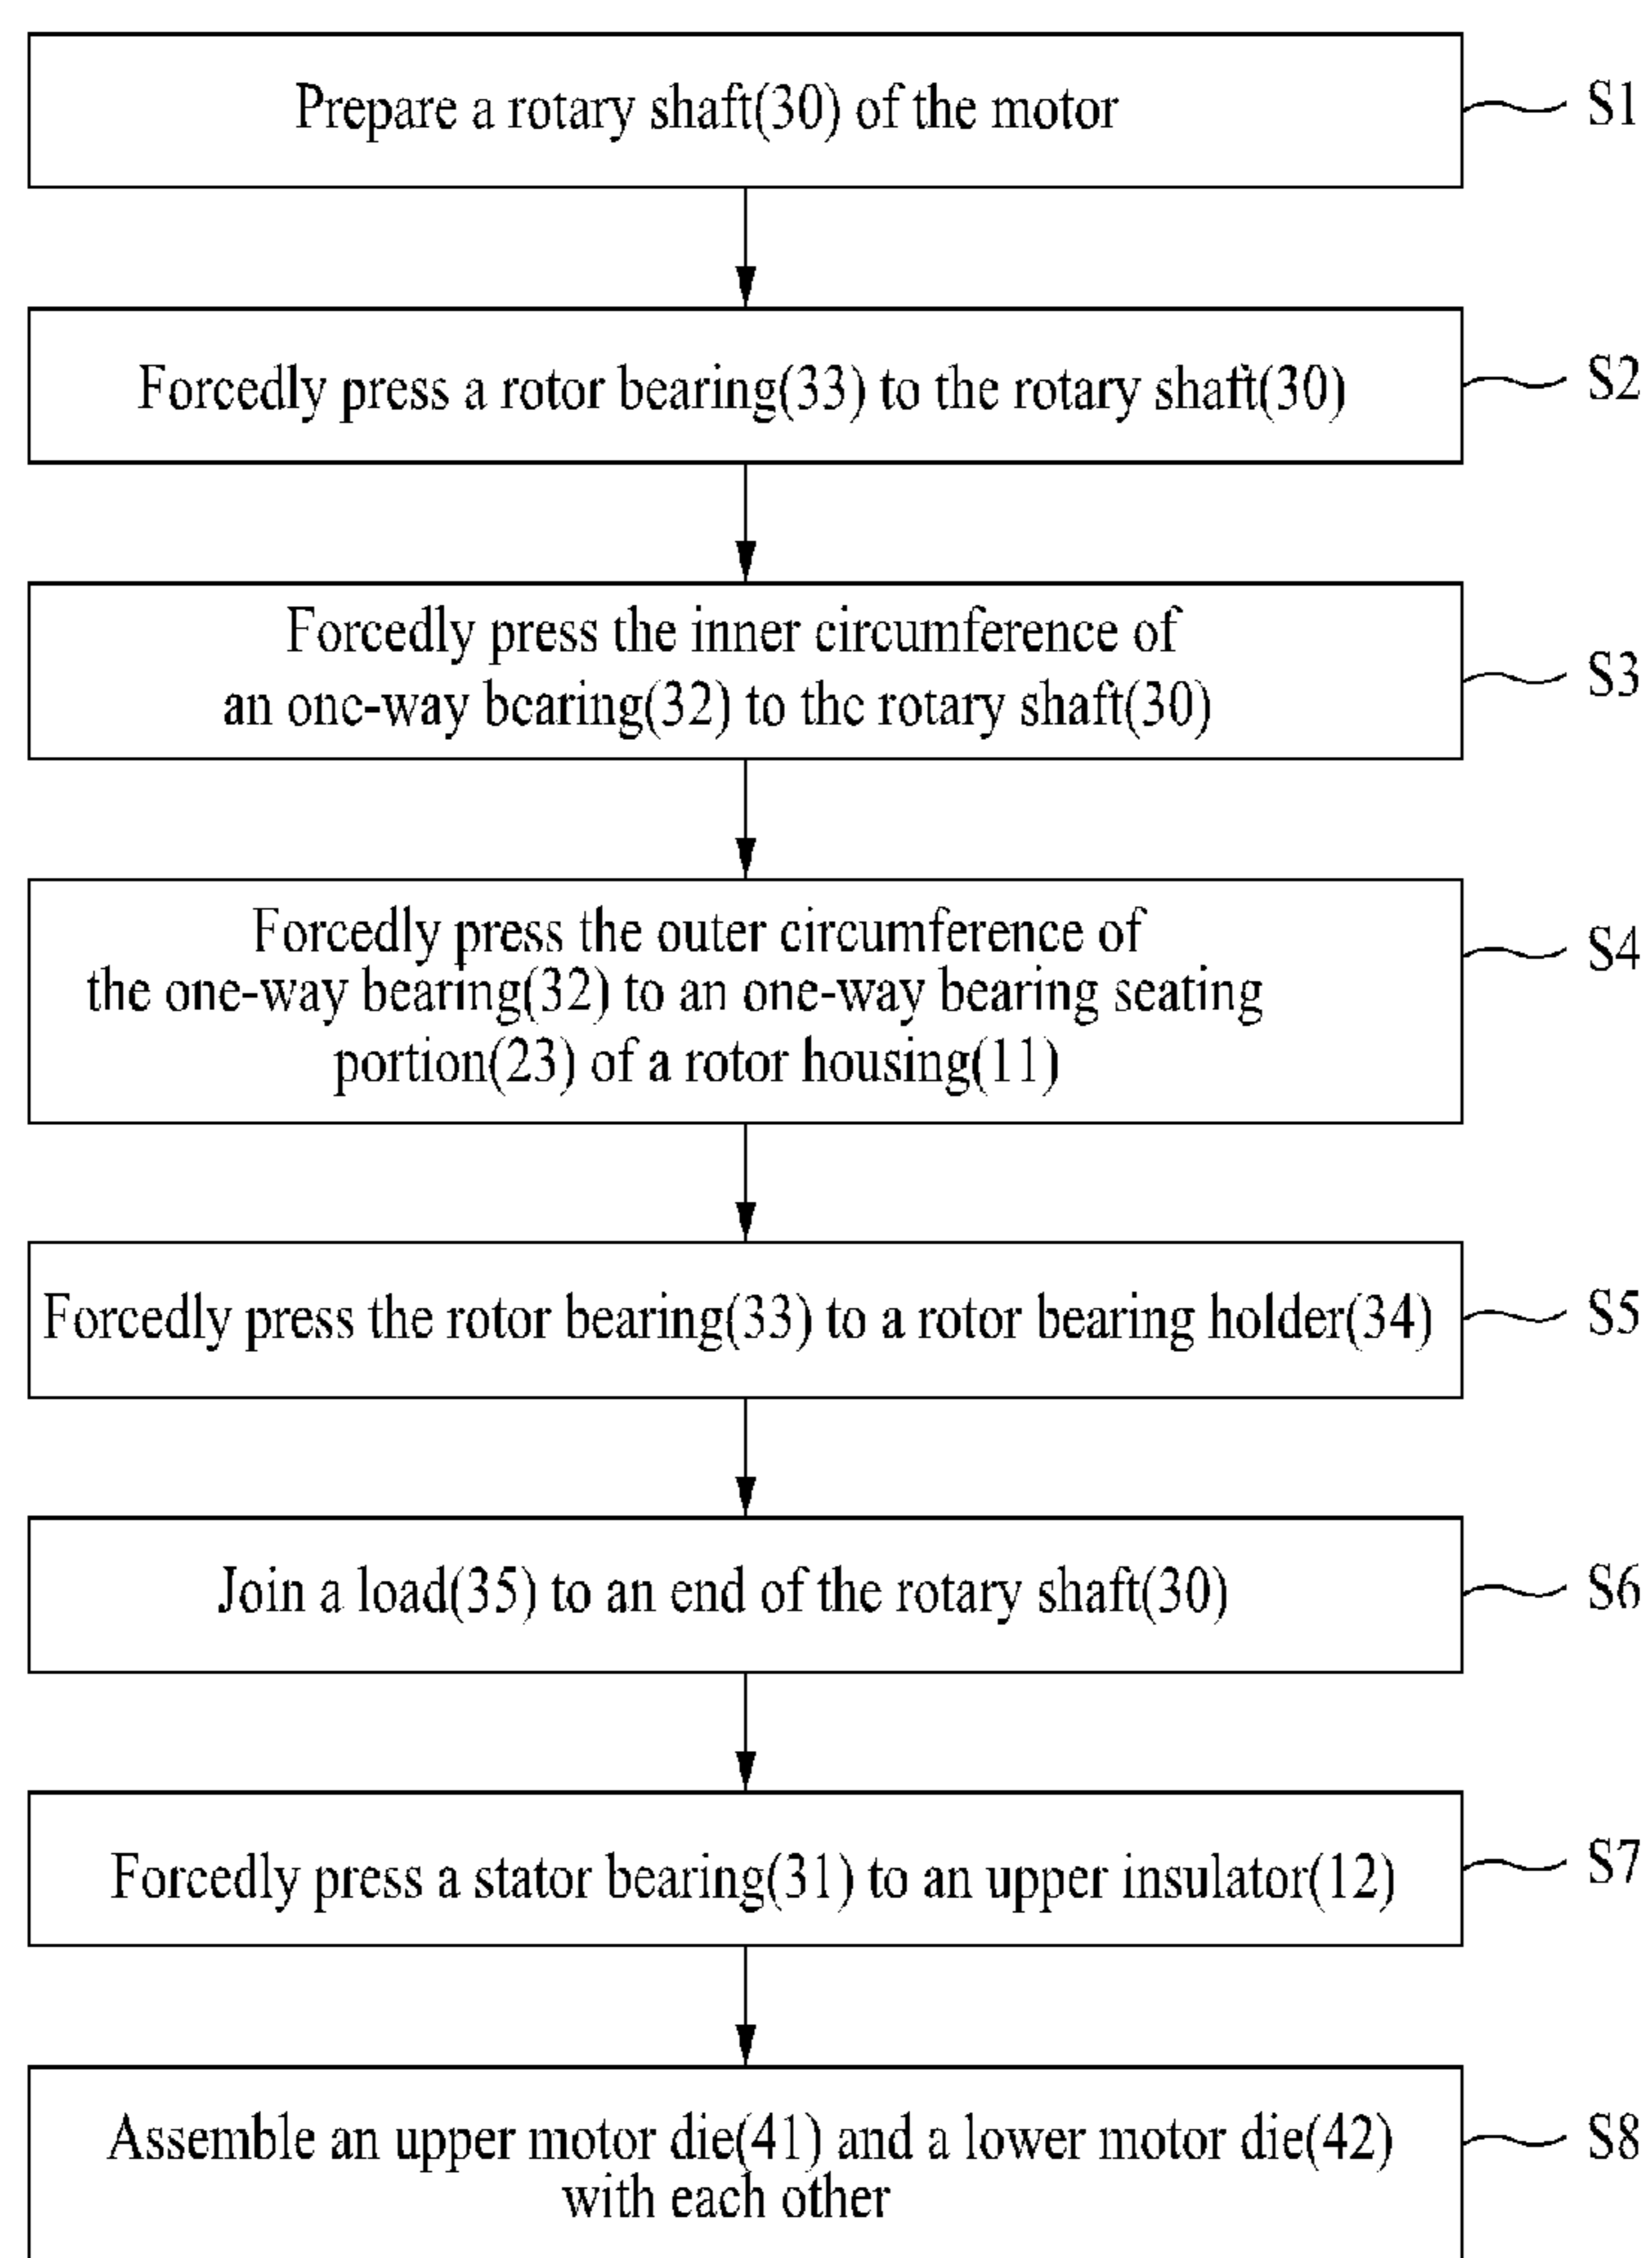 Prepare a rotary shaft(30) of the motor
S1
Forcedly press a rotor bearing(33) to the rotary shaft(30)
S2
Forcedly press the inner circumference of
an one-way bearing(32) to the rotary shaft(30)
S3
Forcedly press the outer circumference of
the one-way bearing(32) to an one-way bearing seating
portion(23) of a rotor housing(11)
S4
Forcedly press the rotor bearing(33) to a rotor bearing holder(34)
S5
Join a load(35) to an end of the rotary shaft(30)
S6
Forcedly press a stator bearing(31) to an upper insulator(12)
S7
Assemble an upper motor die(41) and a lower motor die(42)
with each other
S8